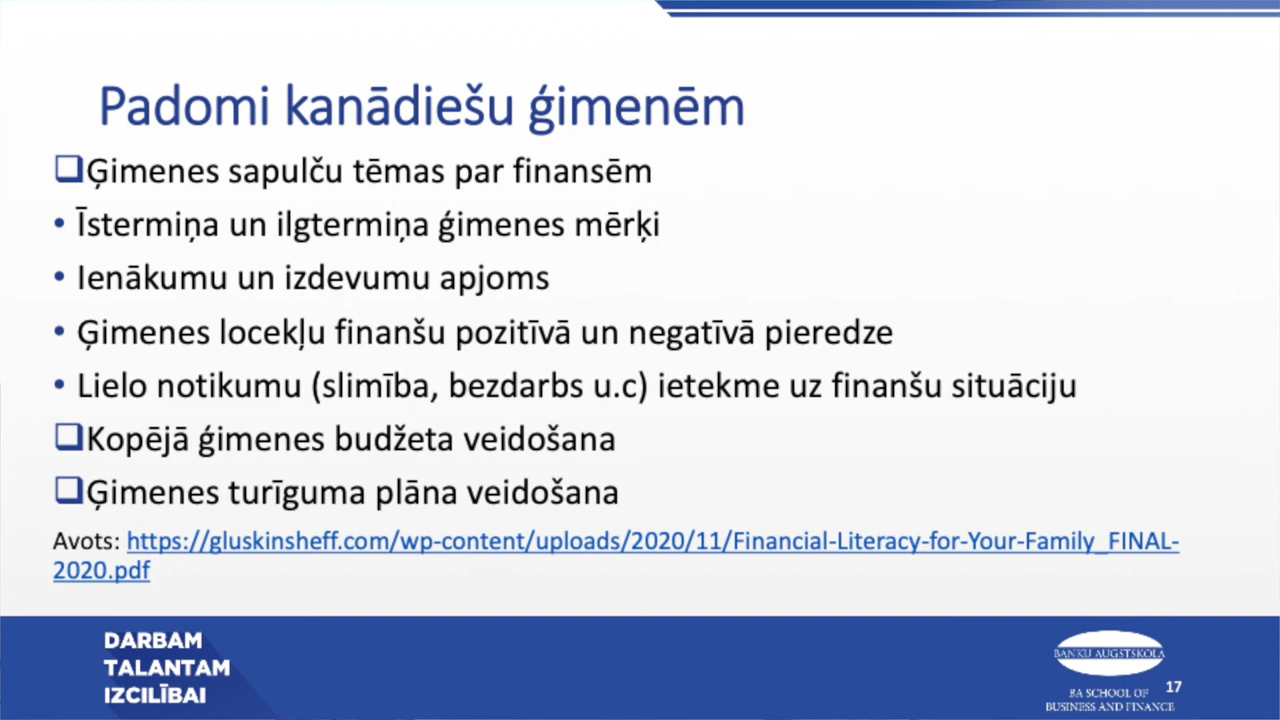 Padomi kanādiešu ģimenēm
Ģimenes sapulču tēmas par finansēm
• Īstermiņa un ilgtermiņa ģimenes mērķi
• Ienākumu un izdevumu apjoms
• Ģimenes locekļu finanšu pozitīvā un negatīvā pieredze
• Lielo notikumu (slimība, bezdarbs u.c) ietekme uz finanšu situāciju
Kopējā ģimenes budžeta veidošana
Ģimenes turīguma plāna veidošana
Avots: https://gluskinsheff.com/wp-content/uploads/2020/11/Financial-Literacy-for-Your-Family_FINAL-
2020.pdf
DARBAM
TALANTAM
IZCILĪBAI
BANKU AUGSTSKOLA
BA SCHOOL OF
BUSINESS AND FINANCE
17